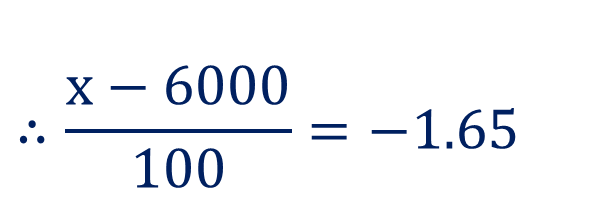 ∴ (x − 6000)/100 = −1.65